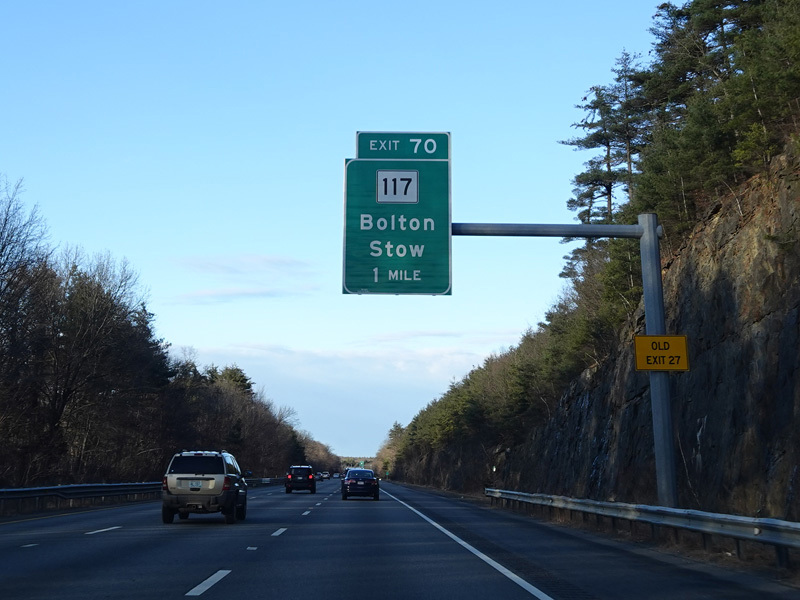 EXIT 70
117
Bolton
Stow
1 MILE
OLD
EXIT 27